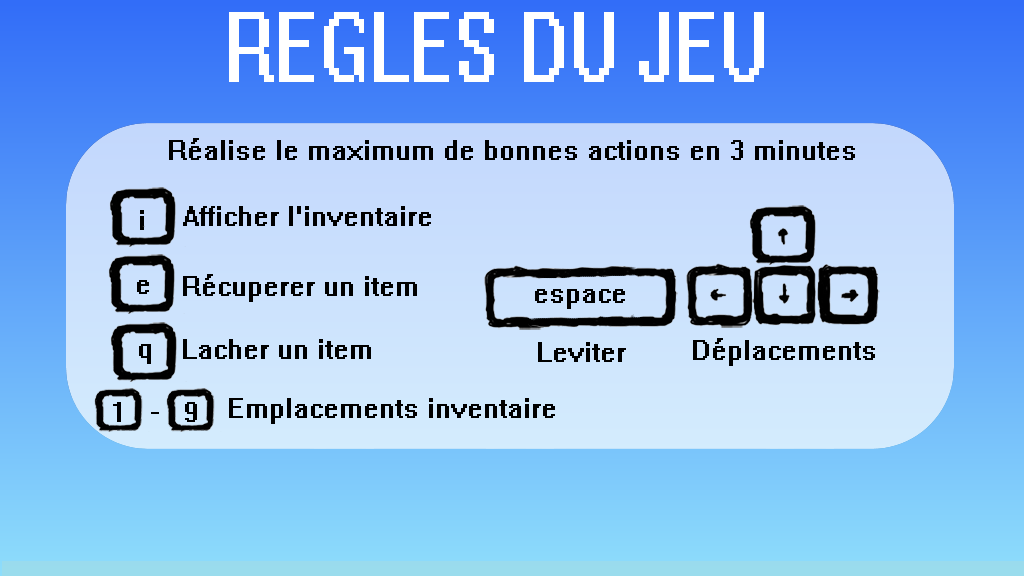 REGLES DU JEU
Réalise le maximum de bonnes actions en 3 minutes
i Afficher l'inventaire
↑
e Récuperer un item
espace
← ↓ →
q Lacher un item
Leviter
Déplacements
1 - 9 Emplacements inventaire